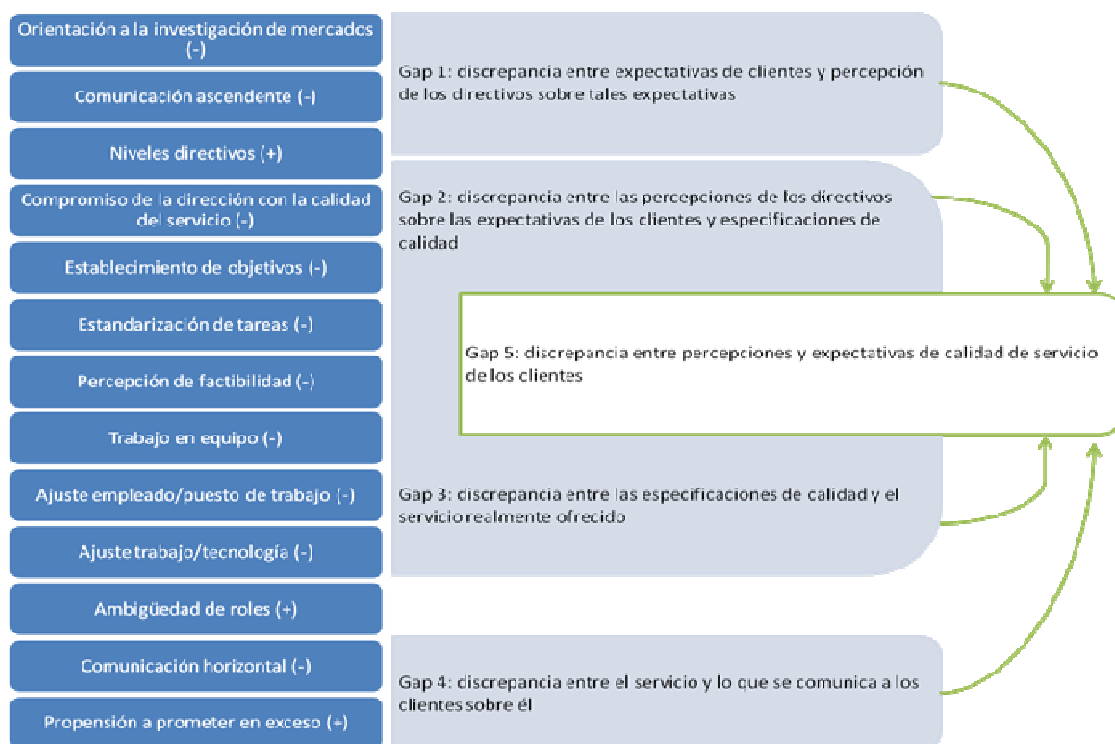 Orientación a la investigación de mercados
(-)
Comunicación ascendente (-)
Niveles directivos (+)
Compromiso de la dirección con la calidad
del servicio (-)
Establecimiento de objetivos (-)
Estandarización de tareas (-)
Percepción de factibilidad (-)
Trabajo en equipo (-)
Ajuste empleado/puesto de trabajo (-)
Ajuste trabajo/tecnología (-)
Ambigüedad de roles (+)
Comunicación horizontal (-)
Propensión a prometer en exceso (+)
Gap 1: discrepancia entre expectativas de clientes y percepción
de los directivos sobre tales expectativas
Gap 2: discrepancia entre las percepciones de los directivos
sobre las expectativas de los clientes y especificaciones de
calidad
Gap 5: discrepancia entre percepciones y expectativas de calidad de servicio
de los clientes
Gap 3: discrepancia entre las especificaciones de calidad y el
servicio realmente ofrecido
Gap 4: discrepancia entre el servicio y lo que se comunica a los
clientes sobre él